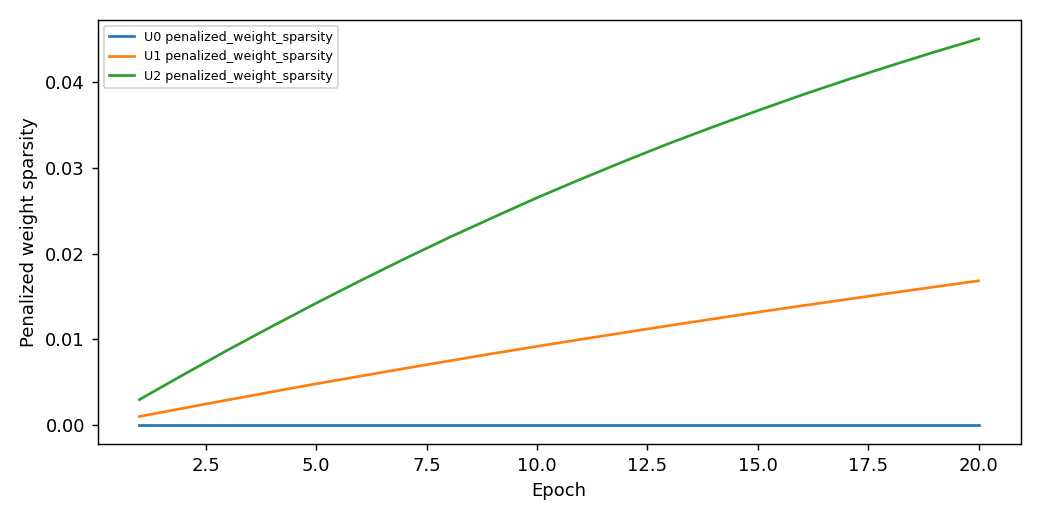 U0 penalized_weight_sparsity
U1 penalized_weight_sparsity
U2 penalized_weight_sparsity
Penalized weight sparsity
0.04
0.03
0.02
0.01
0.00
2.5 5.0 7.5 10.0 12.5 15.0 17.5 20.0
Epoch